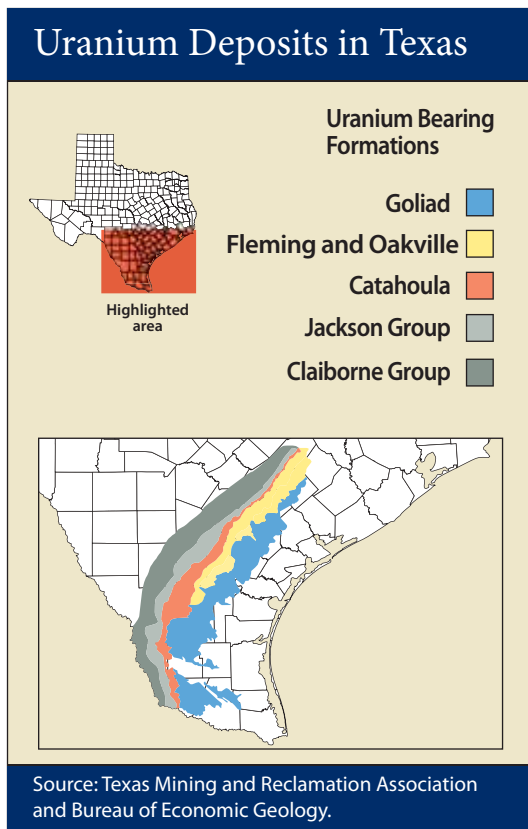 Uranium Deposits in Texas
Uranium Bearing
Formations
Goliad
Fleming and Oakville
Catahoula
Jackson Group
Claiborne Group
Highlighted
area
Source: Texas Mining and Reclamation Association
and Bureau of Economic Geology.